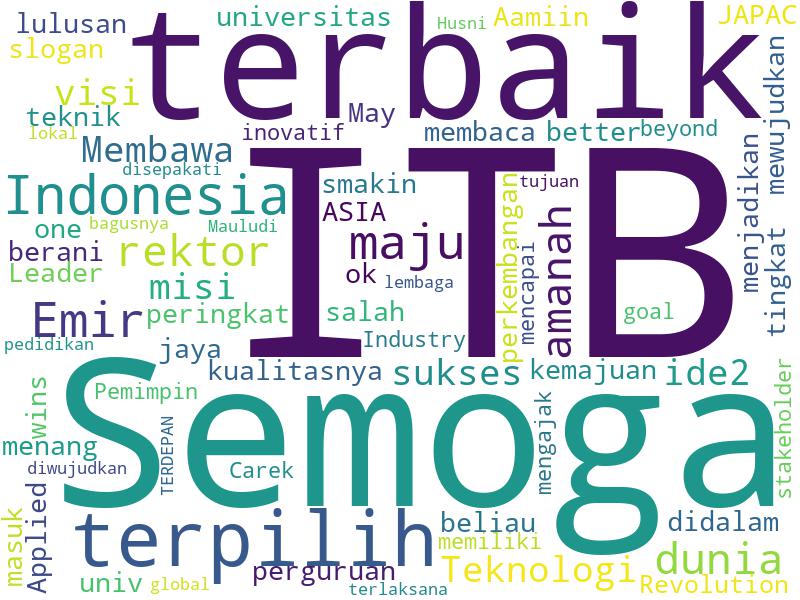 lulusan
universitas
Husni
Aamiin
JAPAC
slogan
terbaik
visi
teknik
May
lokal
inovatif
membaca
better
beyond
mewujudkan
Membawa
disepakati
ITB
Indonesia
smakin
tujuan
ASIA
one
bagusnya
Mauludi
perkembangan
amanah
menjadikan
tingkat
berani
rektor
maju
mencapai
Leader
misi
ok
lembaga
Emir
peringkat
salah
goal
pedidikan
jaya
Industry
kualitasnya
sukses
kemajuan
ide2
Semoga
Pemimpin
wins
stakeholder
menang
TERDEPAN
mengajak
diwujudkan
Carek
masuk
Applied
terpilih
beliau
didalam
memiliki
dunia
univ
global
perguruan
Teknologi
Revolution
terlaksana